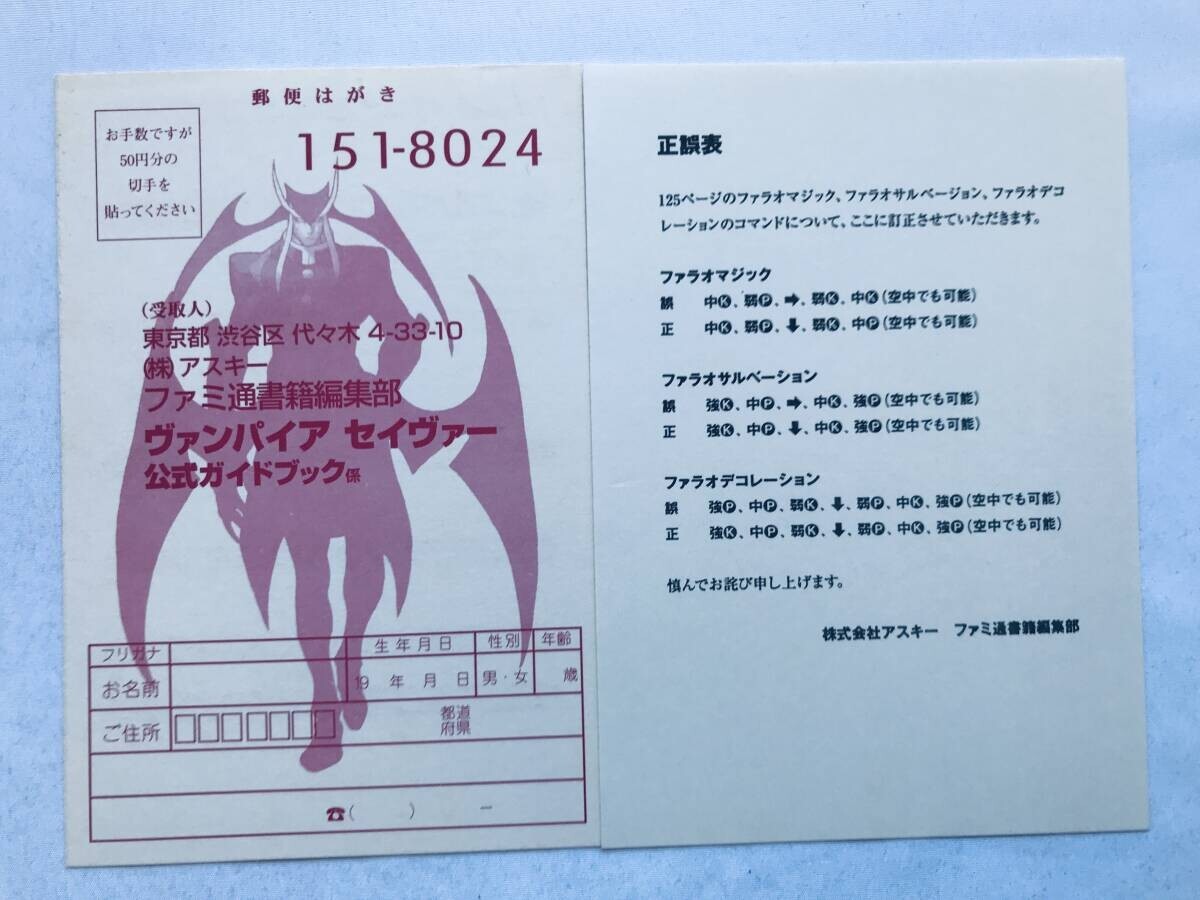 郵便はがき
お手数ですが
50円分の
切手を
貼ってください
151-8024
(受取人)
東京都 渋谷区 代々木 4-33-10
(株)アスキー
ファミ通書籍編集部
ヴァンパイア セイヴァー
公式ガイドブック係
フリガナ
生年月日
性別
年齢
お名前
19 年 月 日
男・女
歳
ご住所
都道
府県
☎( ) −
正誤表
125ページのファラオマジック、ファラオサルベージョン、ファラオデコ
レーションのコマンドについて、ここに訂正させていただきます。
ファラオマジック
誤 中K、弱P、➡、弱K、中K(空中でも可能)
正 中K、弱P、⬇、弱K、中P(空中でも可能)
ファラオサルベーション
誤 強K、中P、➡、中K、強P(空中でも可能)
正 強K、中P、⬇、中K、強P(空中でも可能)
ファラオデコレーション
誤 強P、中P、弱K、⬇、弱P、中K、強P(空中でも可能)
正 強K、中P、弱K、⬇、弱P、中K、強P(空中でも可能)
慎んでお詫び申し上げます。
株式会社アスキー ファミ通書籍編集部